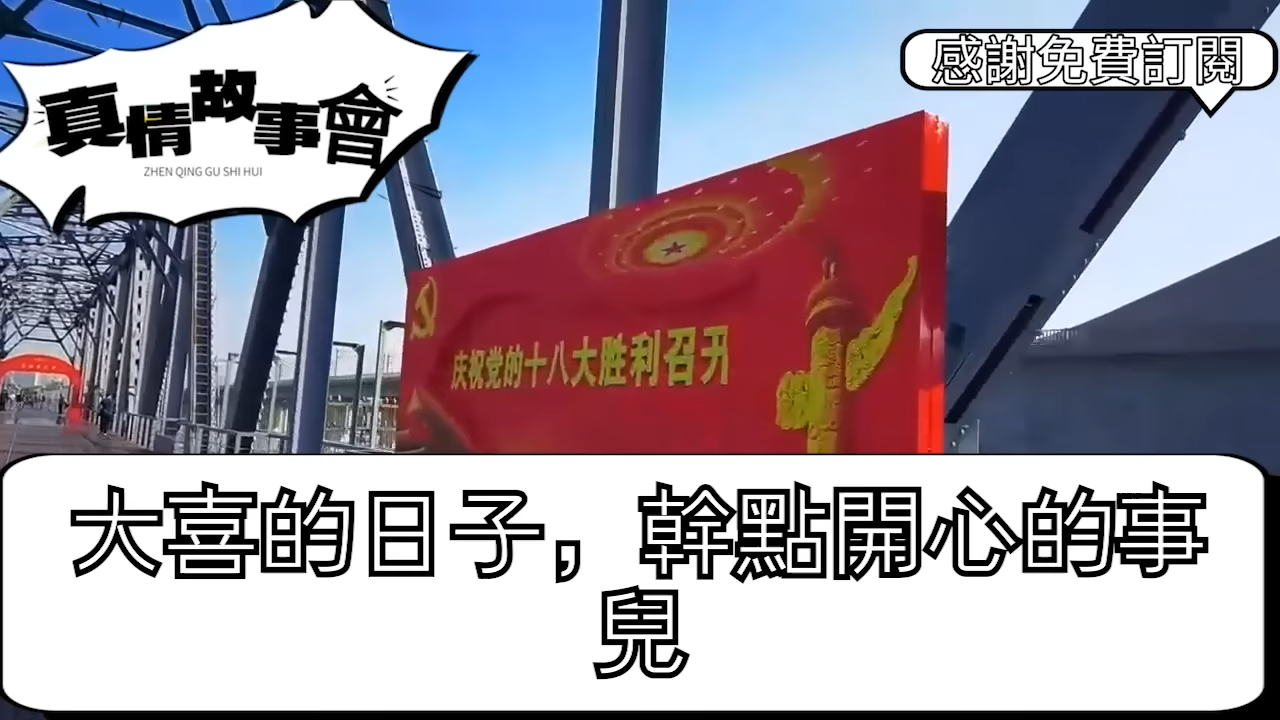 真情故事會
ZHEN QING GU SHI HUI
感謝免費訂閱
庆祝党的十八大胜利召开
大喜的日子，幹點開心的事
兒